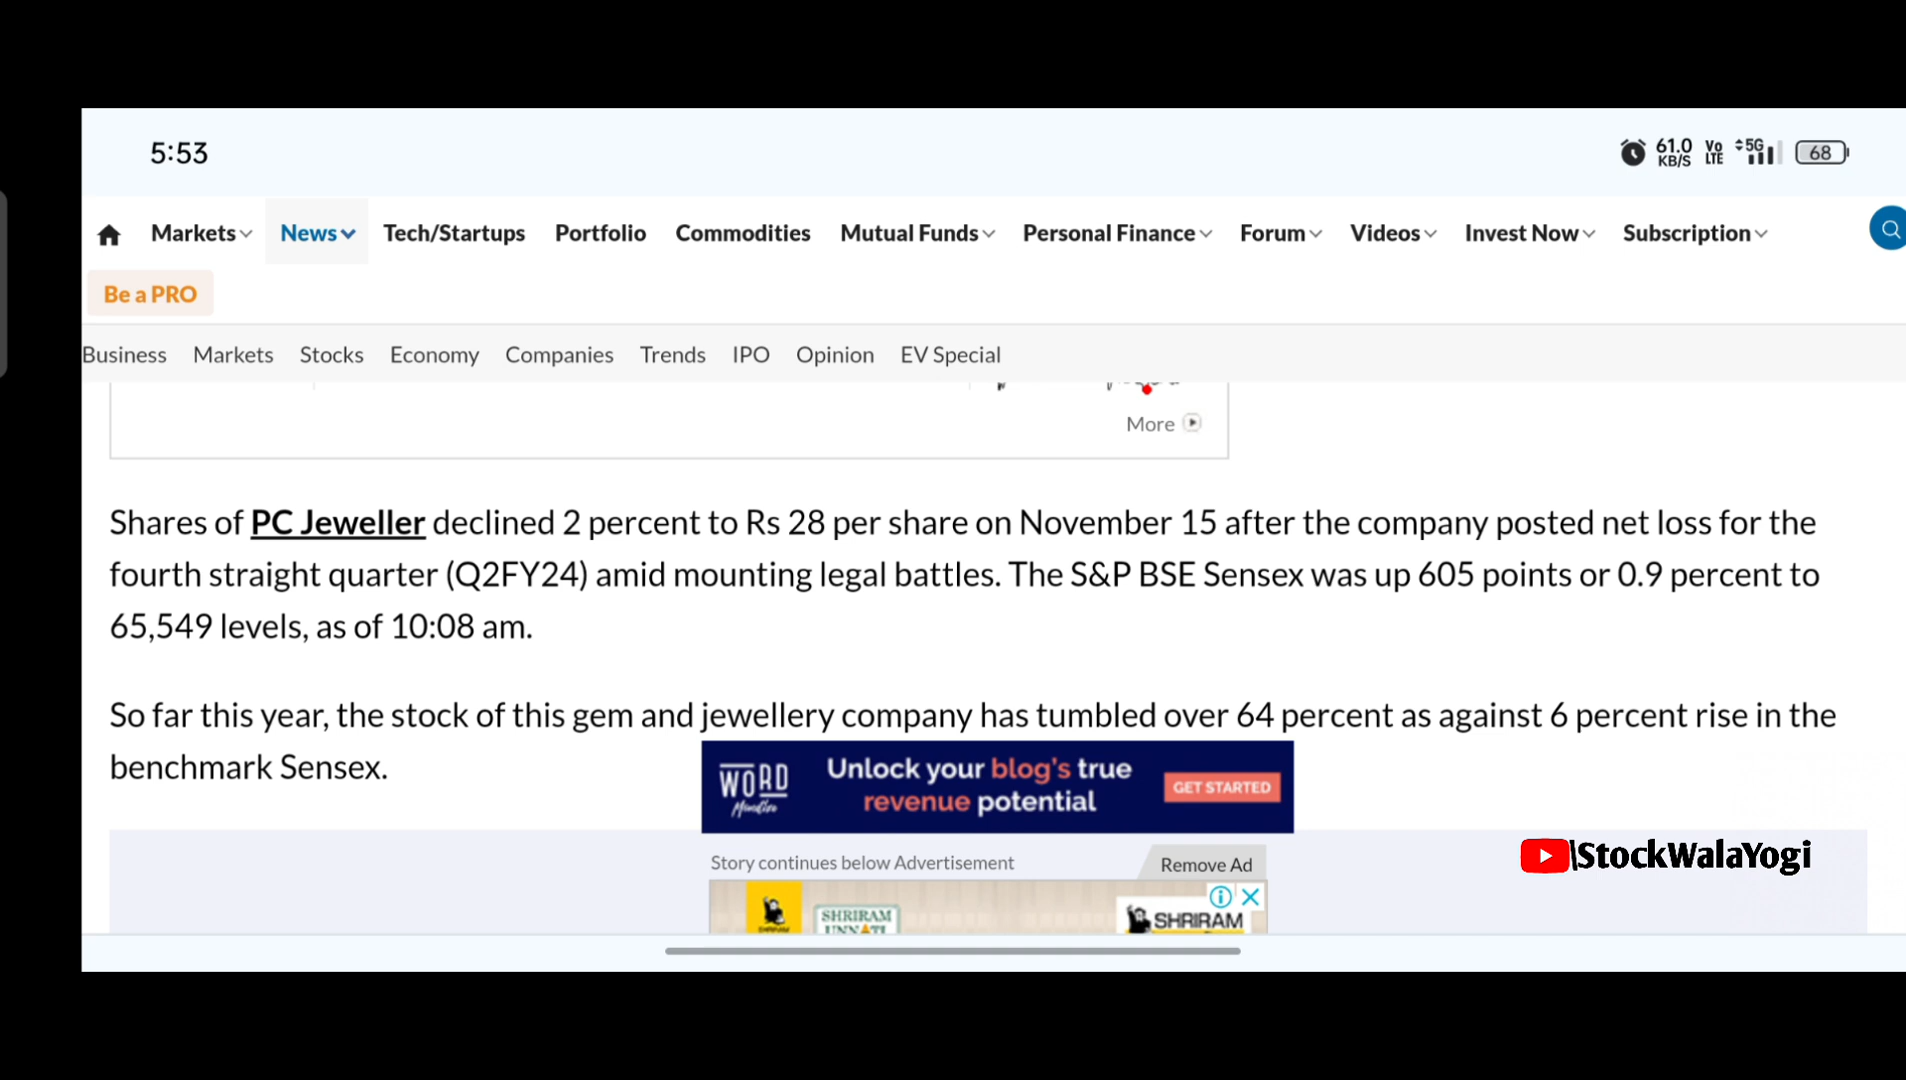 5:53
61.0 KB/S Vo LTE 5G 68
Markets News Tech/Startups Portfolio Commodities Mutual Funds Personal Finance Forum Videos Invest Now Subscription
Be a PRO
Business Markets Stocks Economy Companies Trends IPO Opinion EV Special
More
Shares of PC Jeweller declined 2 percent to Rs 28 per share on November 15 after the company posted net loss for the
fourth straight quarter (Q2FY24) amid mounting legal battles. The S&P BSE Sensex was up 605 points or 0.9 percent to
65,549 levels, as of 10:08 am.
So far this year, the stock of this gem and jewellery company has tumbled over 64 percent as against 6 percent rise in the
benchmark Sensex.
WORD
Monetize
Unlock your blog's true
revenue potential
GET STARTED
\StockWalaYogi
Story continues below Advertisement
Remove Ad
SHRIRAM
UNNATI
SHRIRAM